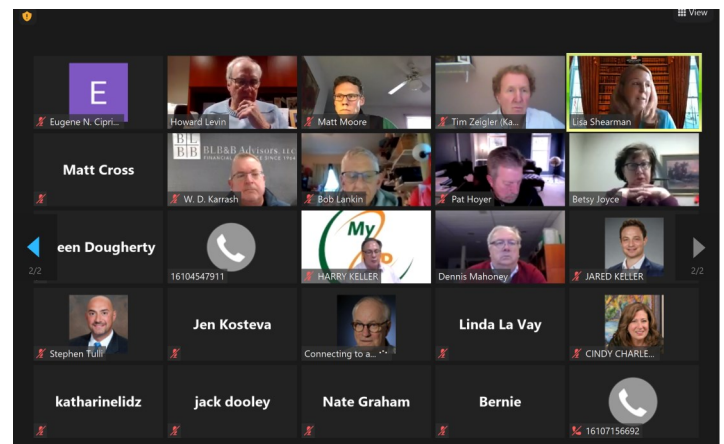 View
E
Eugene N. Cipri...
Howard Levin
Matt Moore
Tim Zeigler (Ka...
Lisa Shearman
Matt Cross
BLB&B Advisors, LLC
W. D. Karrash
Bob Lankin
Pat Hoyer
Betsy Joyce
een Dougherty
16104547911
My
HARRY KELLER
Dennis Mahoney
JARED KELLER
2/2
2/2
Stephen Tulli
Jen Kosteva
Connecting to a...
Linda La Vay
CINDY CHARLE...
katharinelidz
jack dooley
Nate Graham
Bernie
16107156692